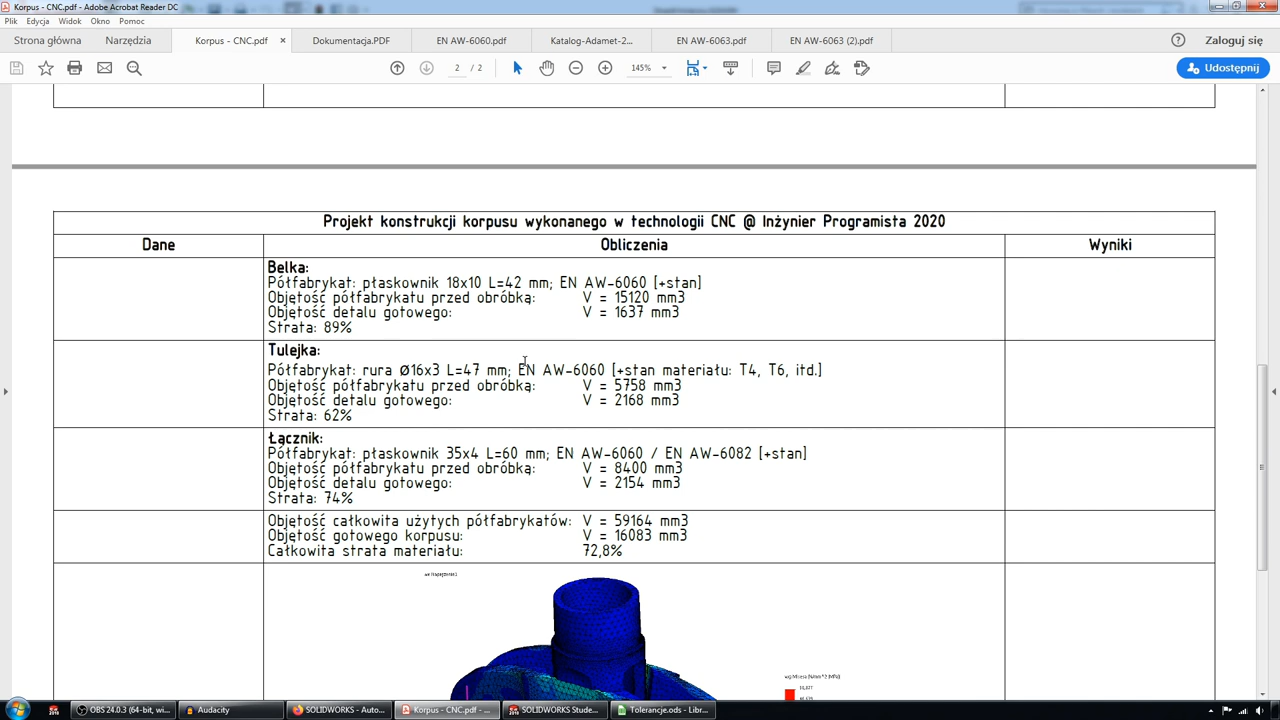 Korpus - CNC.pdf - Adobe Acrobat Reader DC
Plik Edycja Widok Okno Pomoc
Strona główna Narzędzia Korpus - CNC.pdf × Dokumentacja.PDF EN AW-6060.pdf Katalog-Adamet-2... EN AW-6063.pdf EN AW-6063 (2).pdf Zaloguj się
2 / 2 145% Udostępnij
Projekt konstrukcji korpusu wykonanego w technologii CNC @ Inżynier Programista 2020
Dane Obliczenia Wyniki
Belka:
Półfabrykat: płaskownik 18x10 L=42 mm; EN AW-6060 [+stan]
Objętość półfabrykatu przed obróbką: V = 15120 mm3
Objętość detalu gotowego: V = 1637 mm3
Strata: 89%
Tulejka:
Półfabrykat: rura Ø16x3 L=47 mm; EN AW-6060 [+stan materiału: T4, T6, itd.]
Objętość półfabrykatu przed obróbką: V = 5758 mm3
Objętość detalu gotowego: V = 2168 mm3
Strata: 62%
Łącznik:
Półfabrykat: płaskownik 35x4 L=60 mm; EN AW-6060 / EN AW-6082 [+stan]
Objętość półfabrykatu przed obróbką: V = 8400 mm3
Objętość detalu gotowego: V = 2154 mm3
Strata: 74%
Objętość całkowita użytych półfabrykatów: V = 59164 mm3
Objętość gotowego korpusu: V = 16083 mm3
Całkowita strata materiału: 72,8%
OBS 24.0.3 (64-bit, wi... Audacity SOLIDWORKS - Auto... Korpus - CNC.pdf - ... SOLIDWORKS Stude... Tolerancje.ods - Libr...